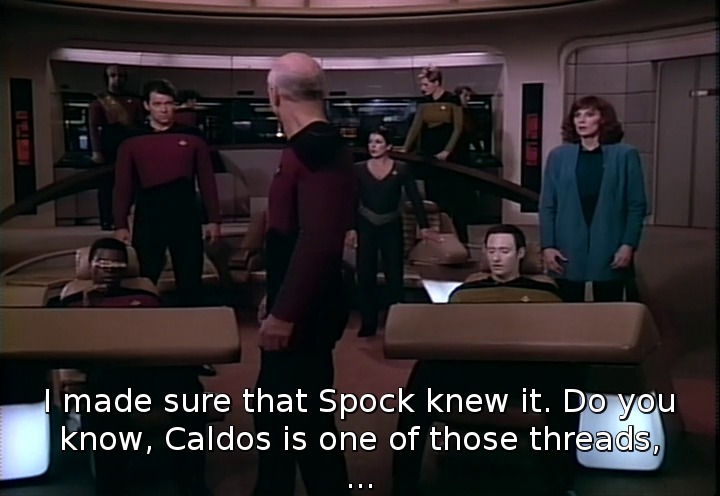 I made sure that Spock knew it. Do you
know, Caldos is one of those threads,
...